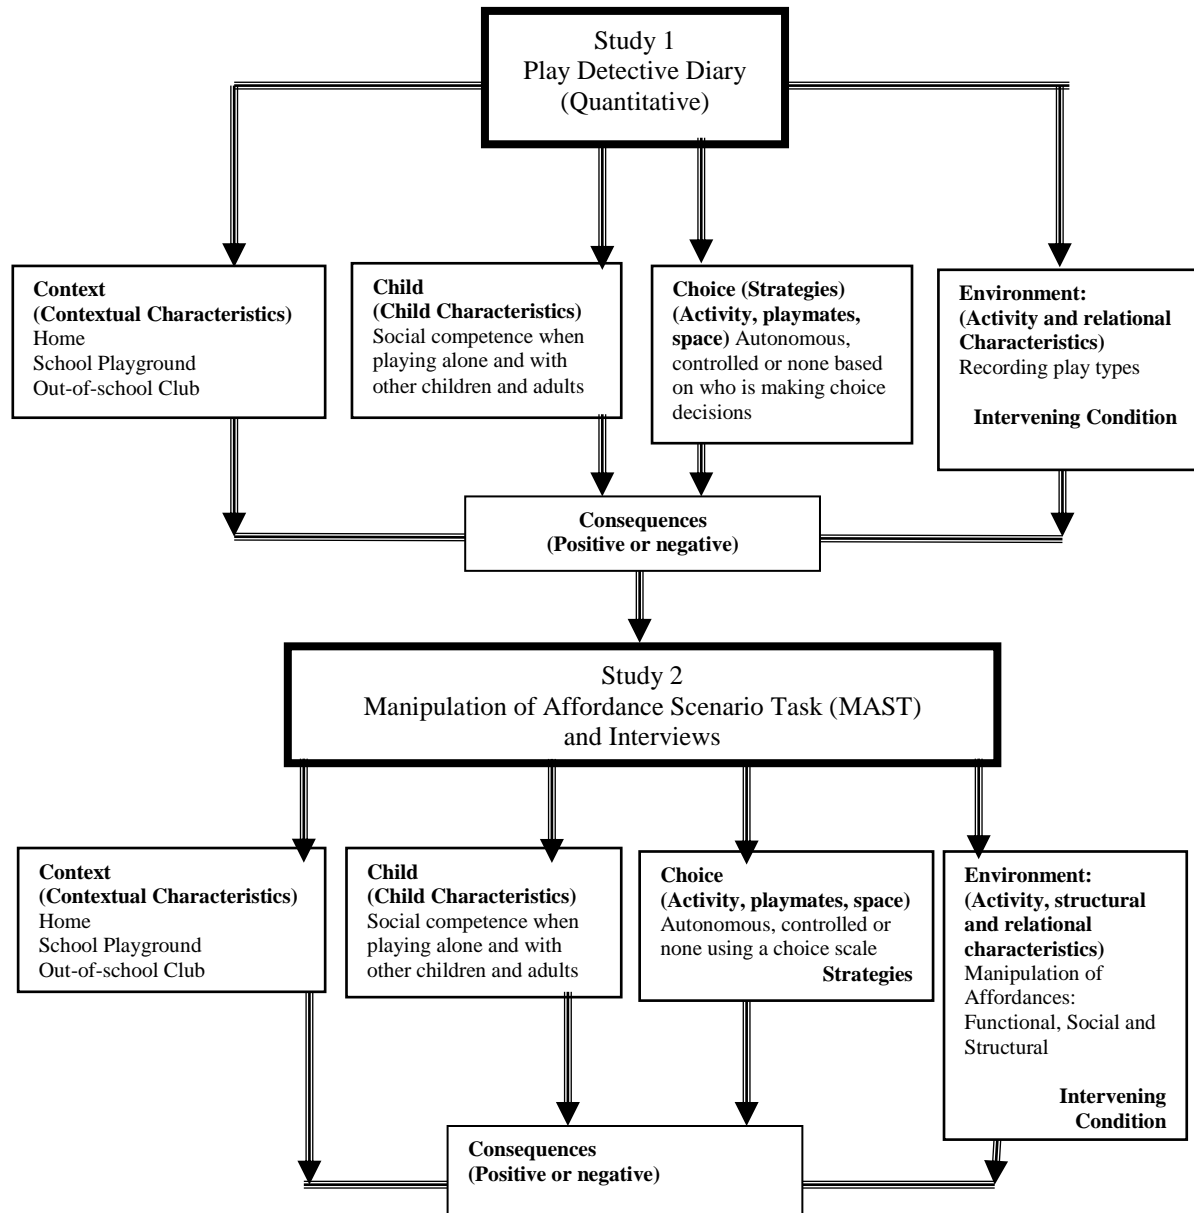 Study 1
Play Detective Diary
(Quantitative)
Context
(Contextual Characteristics)
Home
School Playground
Out-of-school Club
Child
(Child Characteristics)
Social competence when
playing alone and with
other children and adults
Choice (Strategies)
(Activity, playmates,
space) Autonomous,
controlled or none based
on who is making choice
decisions
Environment:
(Activity and relational
Characteristics)
Recording play types
Intervening Condition
Consequences
(Positive or negative)
Study 2
Manipulation of Affordance Scenario Task (MAST)
and Interviews
Context
(Contextual Characteristics)
Home
School Playground
Out-of-school Club
Child
(Child Characteristics)
Social competence when
playing alone and with
other children and adults
Choice
(Activity, playmates, space)
Autonomous, controlled or
none using a choice scale
Strategies
Environment:
(Activity, structural
and relational
characteristics)
Manipulation of
Affordances:
Functional, Social and
Structural
Intervening
Condition
Consequences
(Positive or negative)